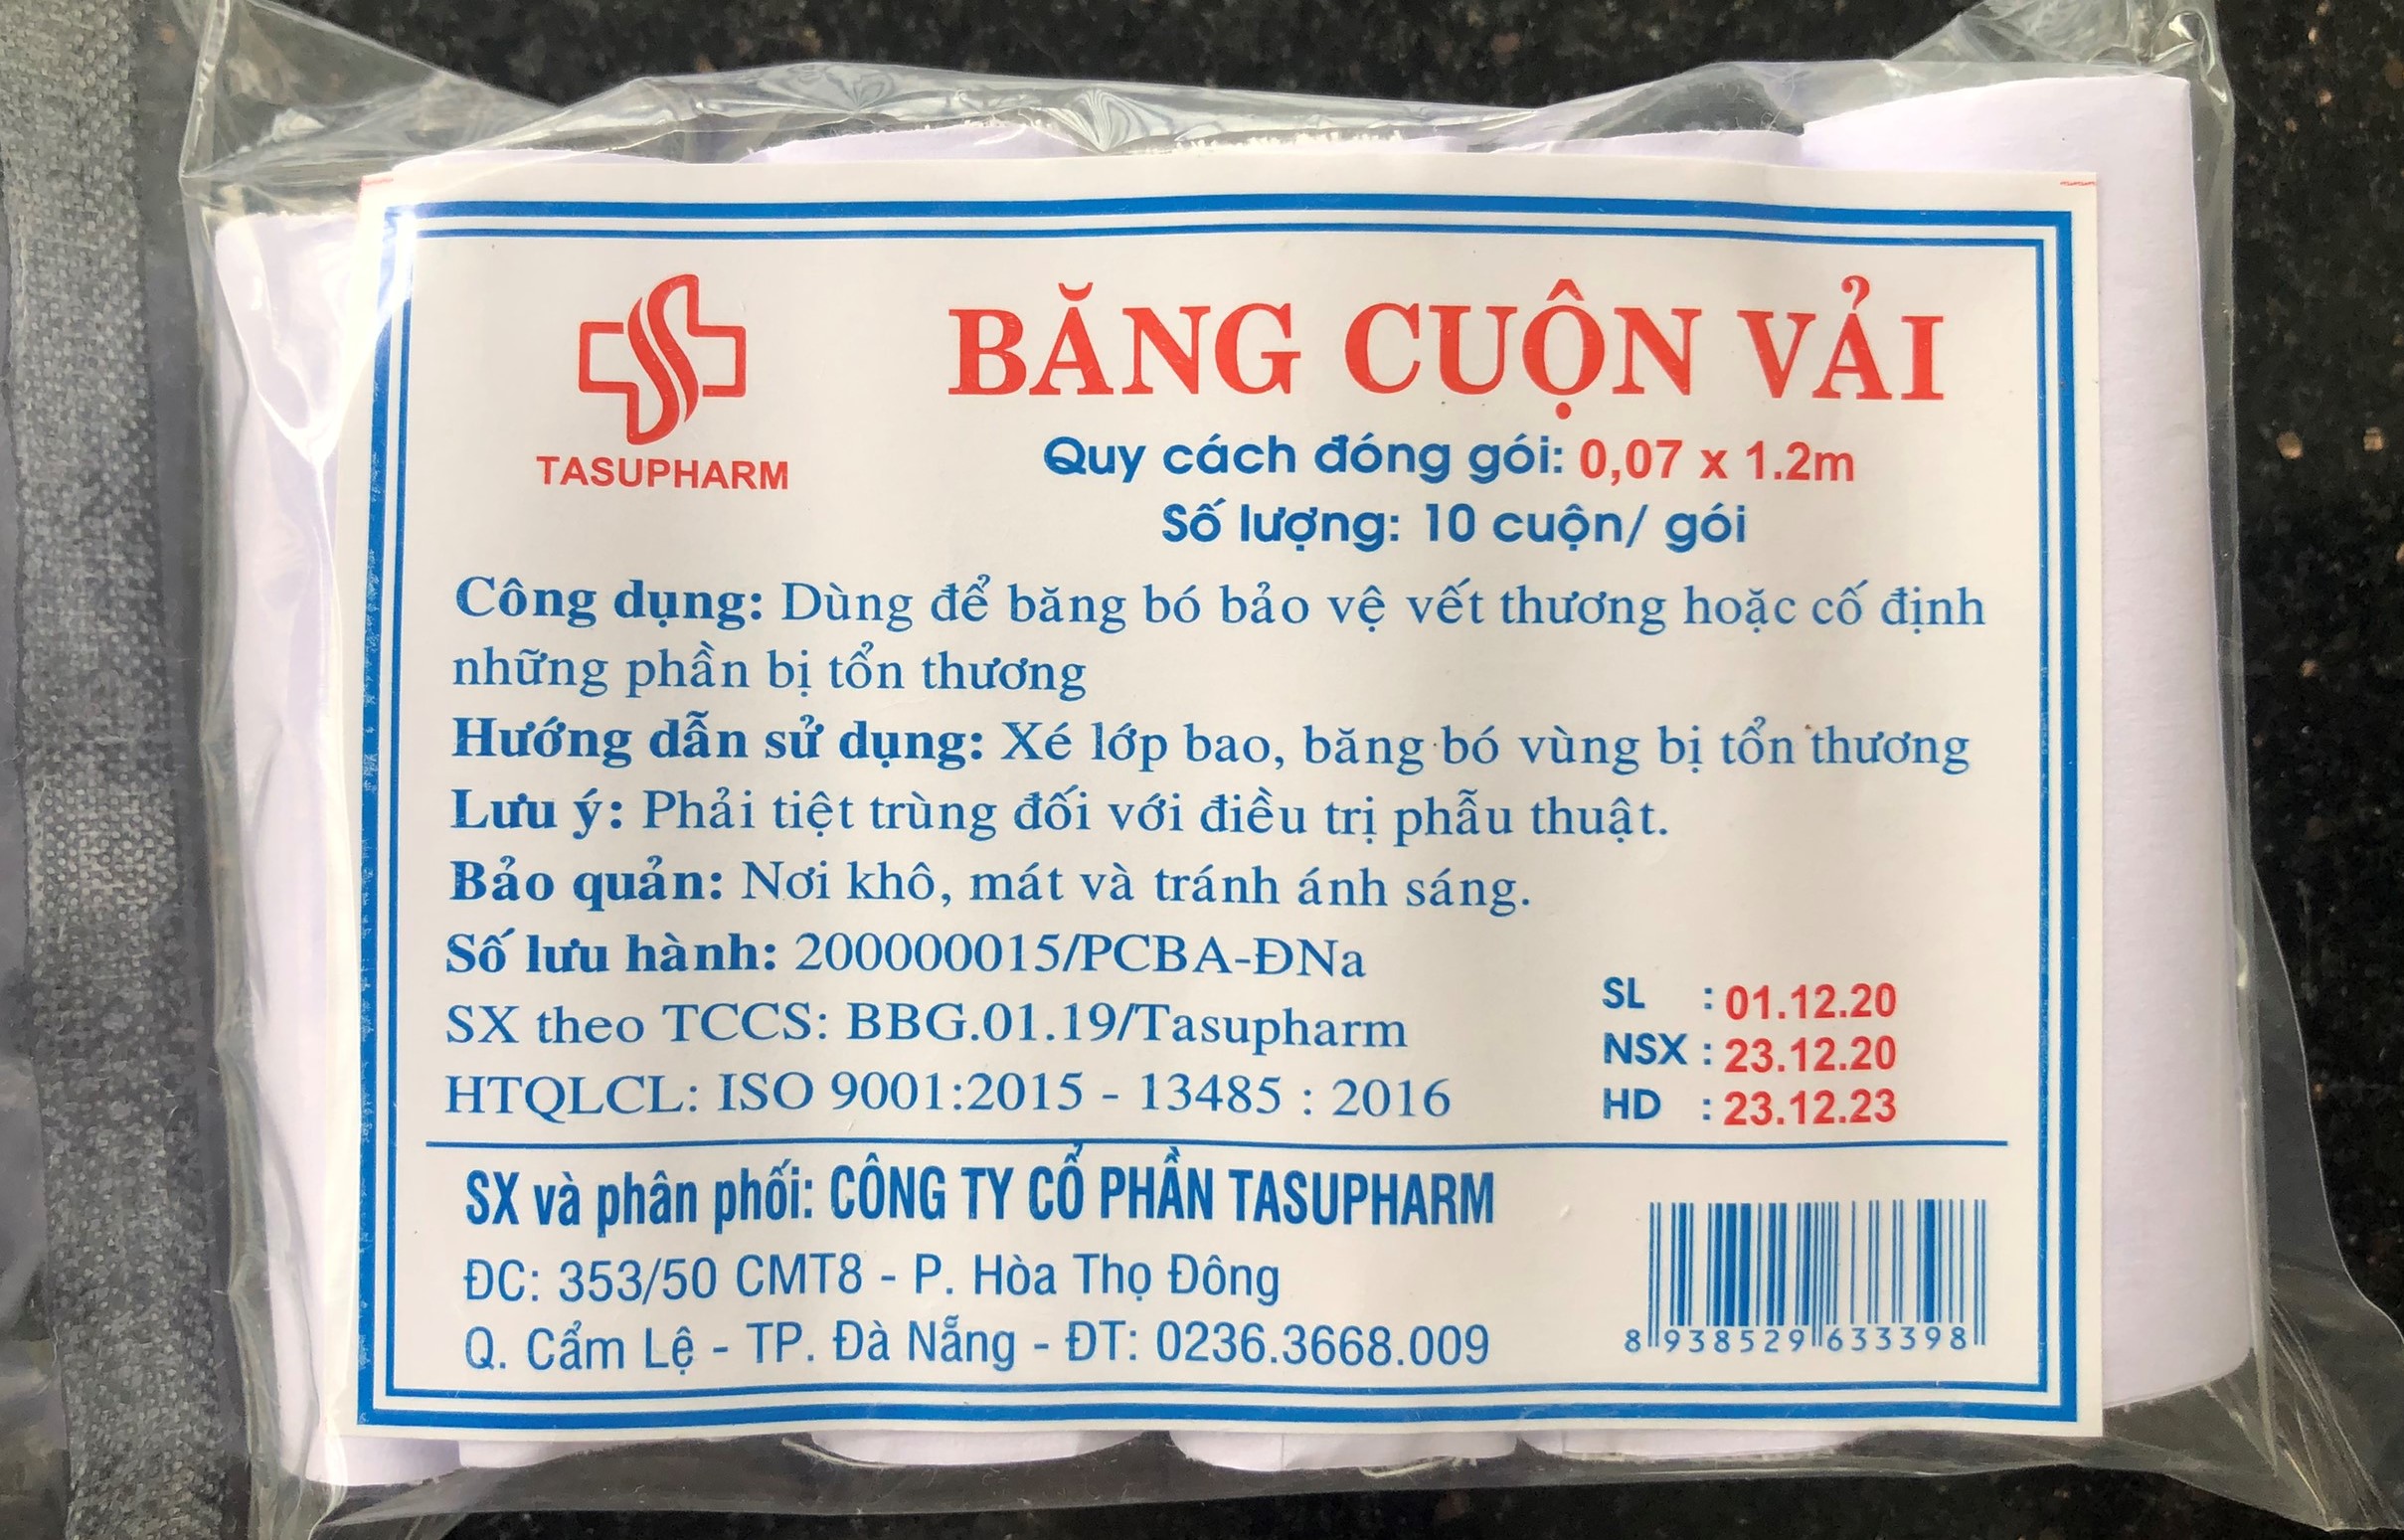 TASUPHARM
BĂNG CUỘN VẢI
Quy cách đóng gói: 0,07 x 1.2m
Số lượng: 10 cuộn/ gói
Công dụng: Dùng để băng bó bảo vệ vết thương hoặc cố định
những phần bị tổn thương
Hướng dẫn sử dụng: Xé lớp bao, băng bó vùng bị tổn thương
Lưu ý: Phải tiệt trùng đối với điều trị phẫu thuật.
Bảo quản: Nơi khô, mát và tránh ánh sáng.
Số lưu hành: 200000015/PCBA-ĐNa
SX theo TCCS: BBG.01.19/Tasupharm
HTQLCL: ISO 9001:2015 - 13485 : 2016
SL : 01.12.20
NSX : 23.12.20
HD : 23.12.23
SX và phân phối: CÔNG TY CỔ PHẦN TASUPHARM
ĐC: 353/50 CMT8 - P. Hòa Thọ Đông
Q. Cẩm Lệ - TP. Đà Nẵng - ĐT: 0236.3668.009
8938529633398